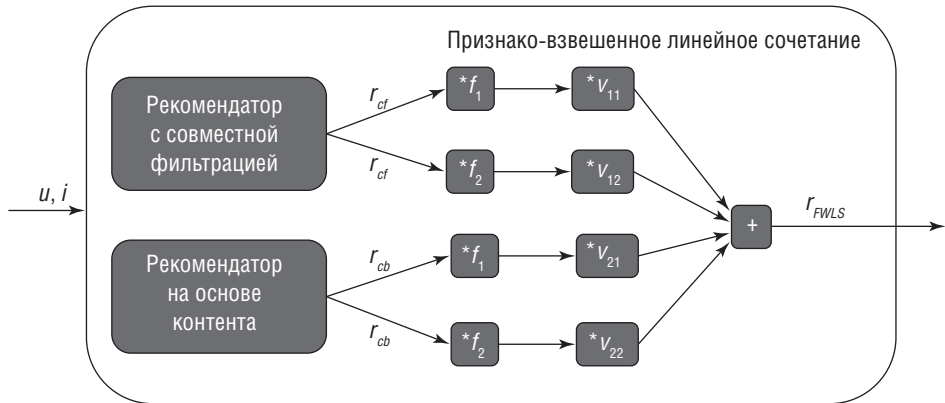 Признако-взвешенное линейное сочетание
Рекомендатор
с совместной
фильтрацией
r_cf
*f_1
*v_11
r_cf
*f_2
*v_12
u, i
+
r_FWLS
Рекомендатор
на основе
контента
r_cb
*f_1
*v_21
r_cb
*f_2
*v_22